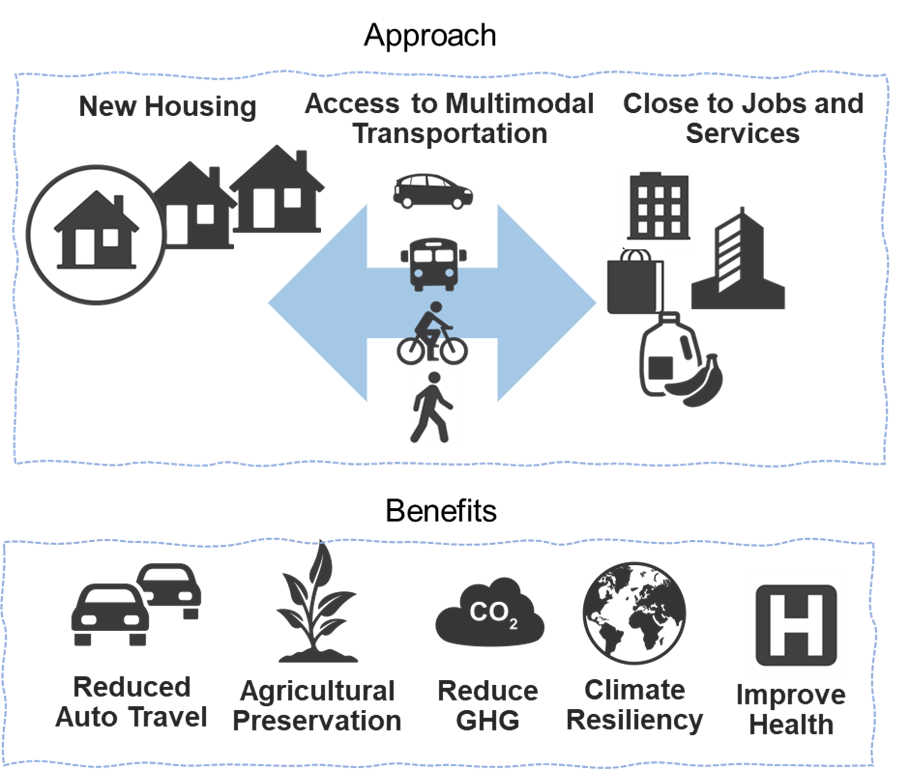 Approach
New Housing
Access to Multimodal
Transportation
Close to Jobs and
Services
Benefits
CO₂
Reduced
Auto Travel
Agricultural
Preservation
Reduce
GHG
Climate
Resiliency
H
Improve
Health